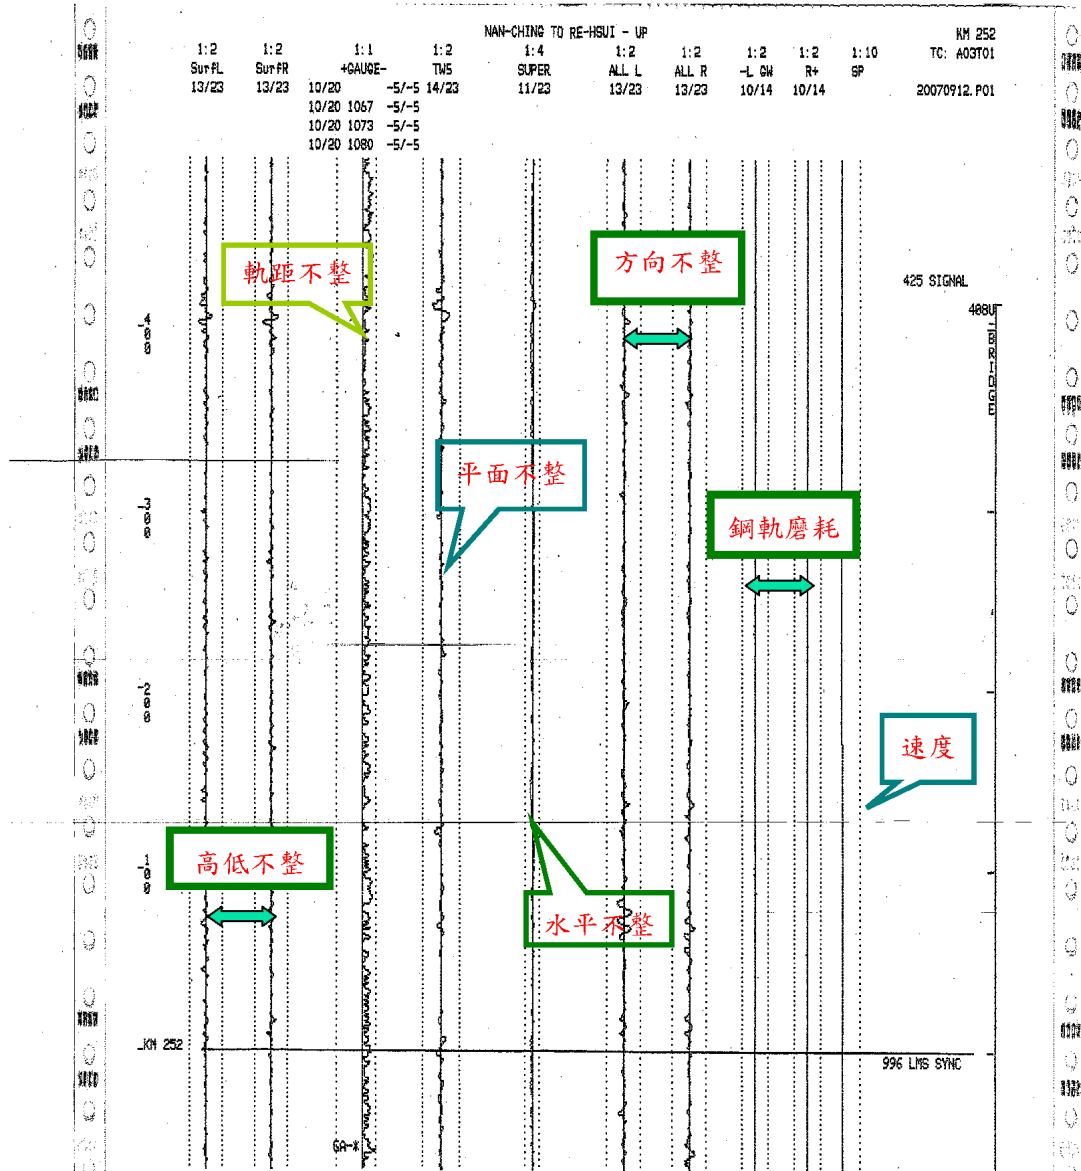 NAN-CHING TO RE-HSUI - UP
KM 252
1:2 1:2 1:1 1:2 1:4 1:2 1:2 1:2 1:2 1:10
TC: A03T01
SurfL SurfR +GAUGE- TWS SUPER ALL L ALL R -L GW R+ SP
13/23 13/23 10/20 -5/-5 14/23 11/23 13/23 13/23 10/14 10/14
20070912.P01
10/20 1067 -5/-5
10/20 1073 -5/-5
10/20 1080 -5/-5
軌距不整
方向不整
425 SIGNAL
408U
-400
BRIDGE
平面不整
-300
鋼軌磨耗
-200
速度
高低不整
-100
水平不整
KM 252
996 LMS SYNC
GA-X